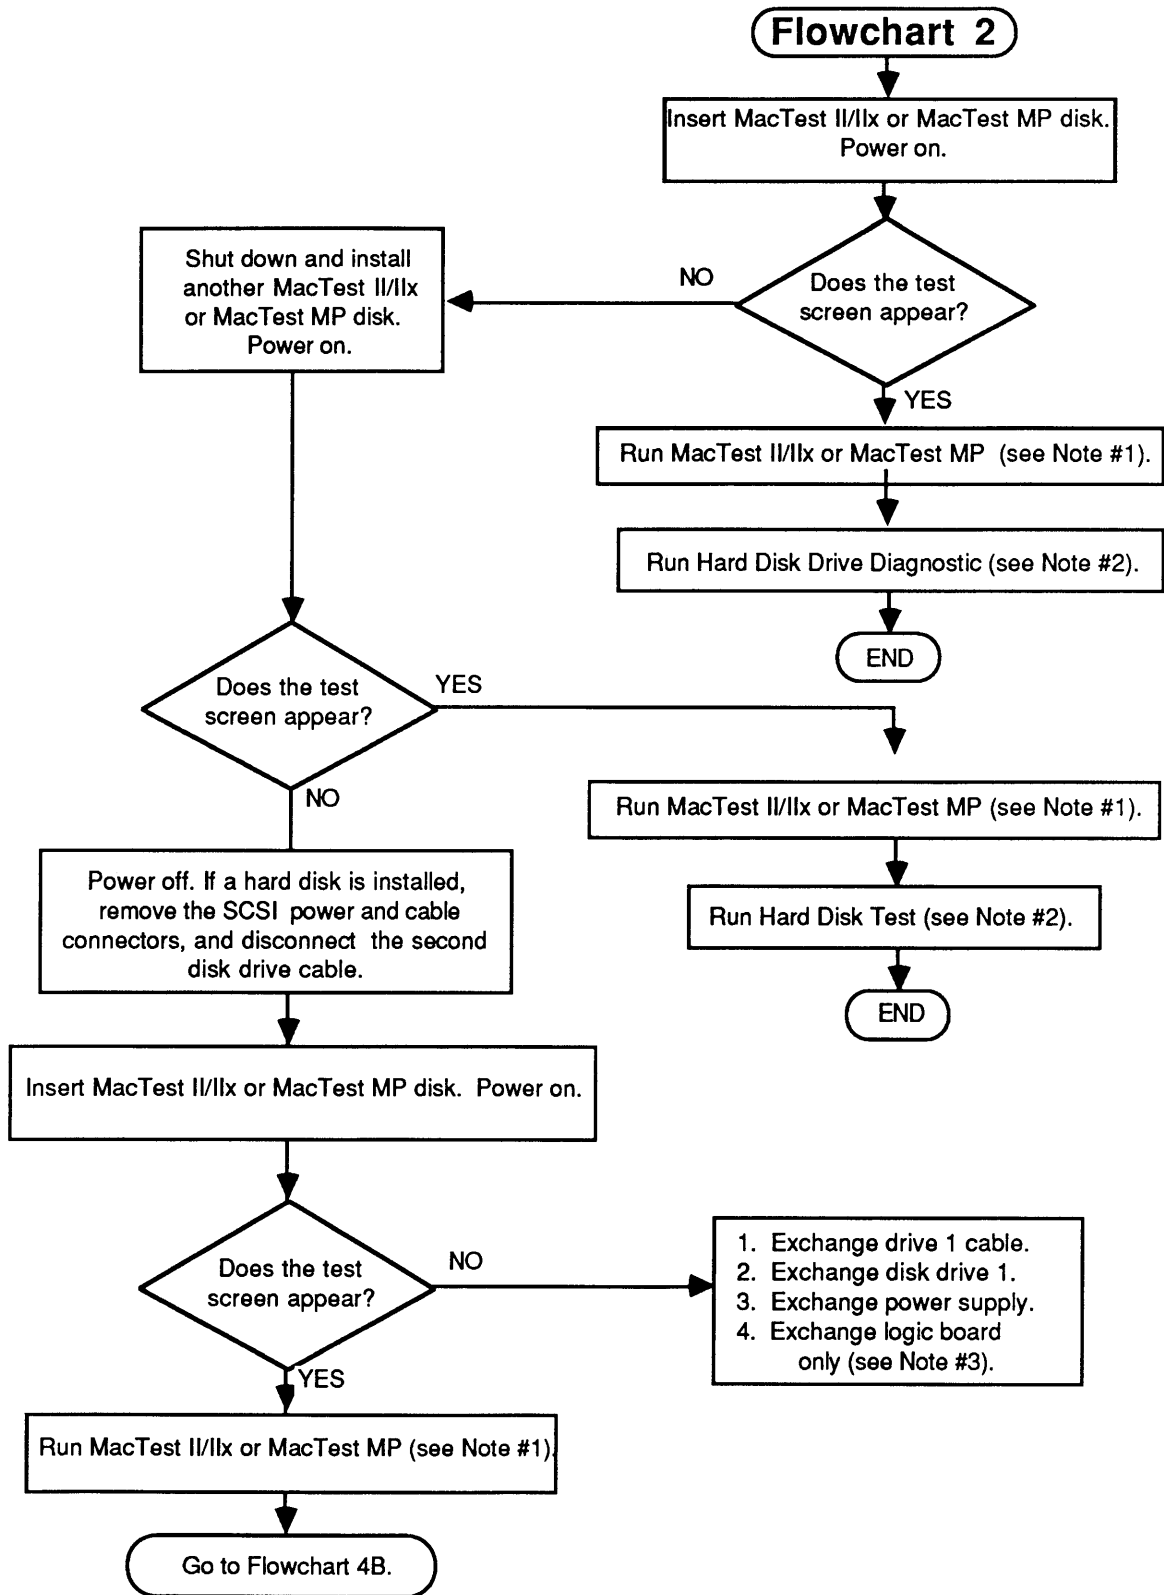 Flowchart 2
Insert MacTest II/IIx or MacTest MP disk.
Power on.
Does the test
screen appear?
NO
Shut down and install
another MacTest II/IIx
or MacTest MP disk.
Power on.
YES
Run MacTest II/IIx or MacTest MP (see Note #1).
Run Hard Disk Drive Diagnostic (see Note #2).
END
Does the test
screen appear?
YES
Run MacTest II/IIx or MacTest MP (see Note #1).
Run Hard Disk Test (see Note #2).
END
NO
Power off. If a hard disk is installed,
remove the SCSI power and cable
connectors, and disconnect the second
disk drive cable.
Insert MacTest II/IIx or MacTest MP disk. Power on.
Does the test
screen appear?
NO
1. Exchange drive 1 cable.
2. Exchange disk drive 1.
3. Exchange power supply.
4. Exchange logic board
only (see Note #3).
YES
Run MacTest II/IIx or MacTest MP (see Note #1).
Go to Flowchart 4B.